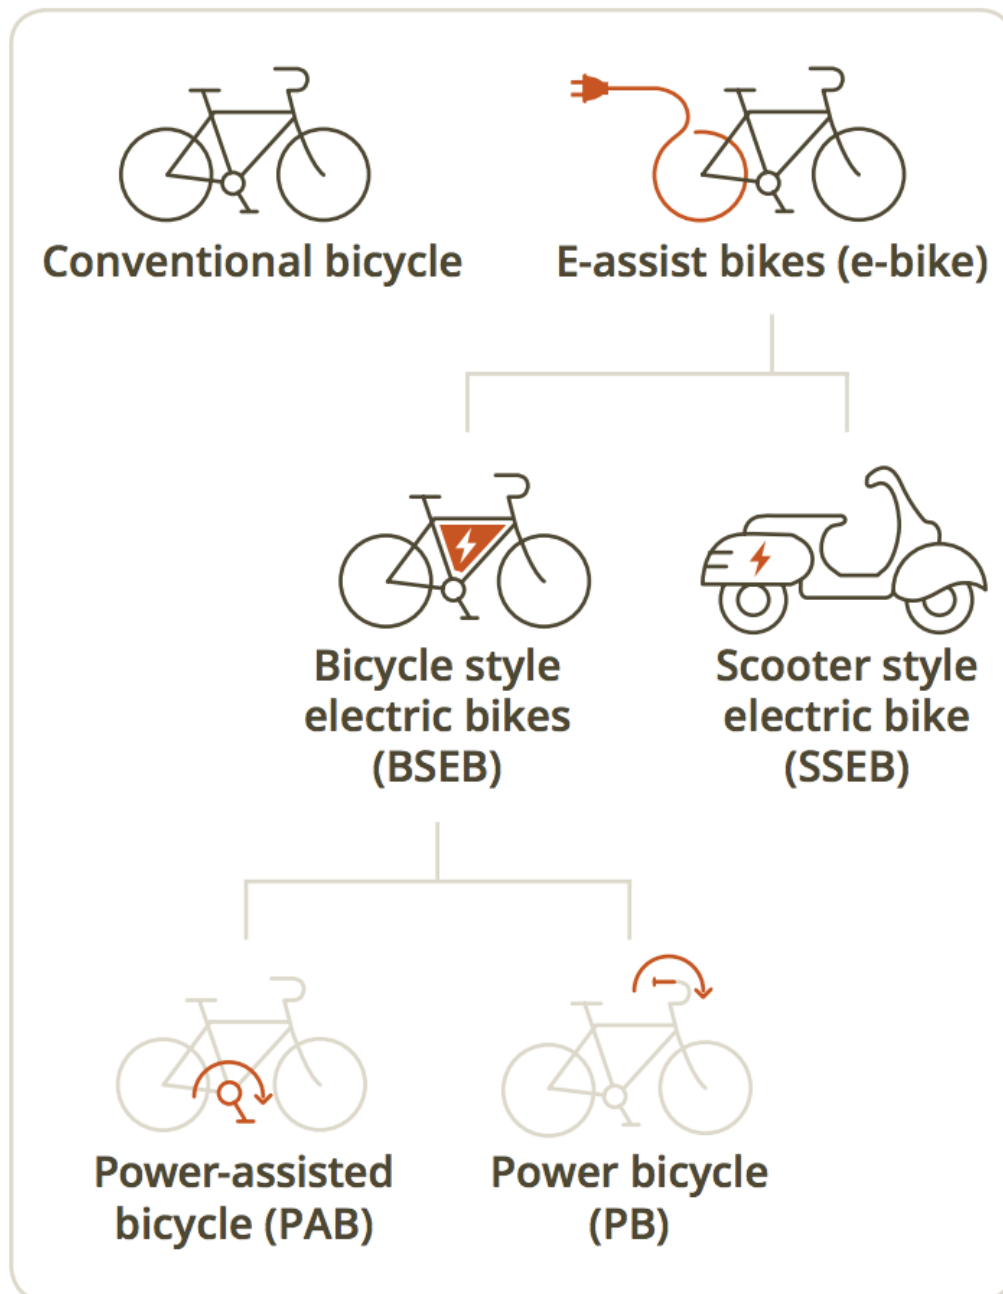 Conventional bicycle
E-assist bikes (e-bike)
Bicycle style
electric bikes
(BSEB)
Scooter style
electric bike
(SSEB)
Power-assisted
bicycle (PAB)
Power bicycle
(PB)